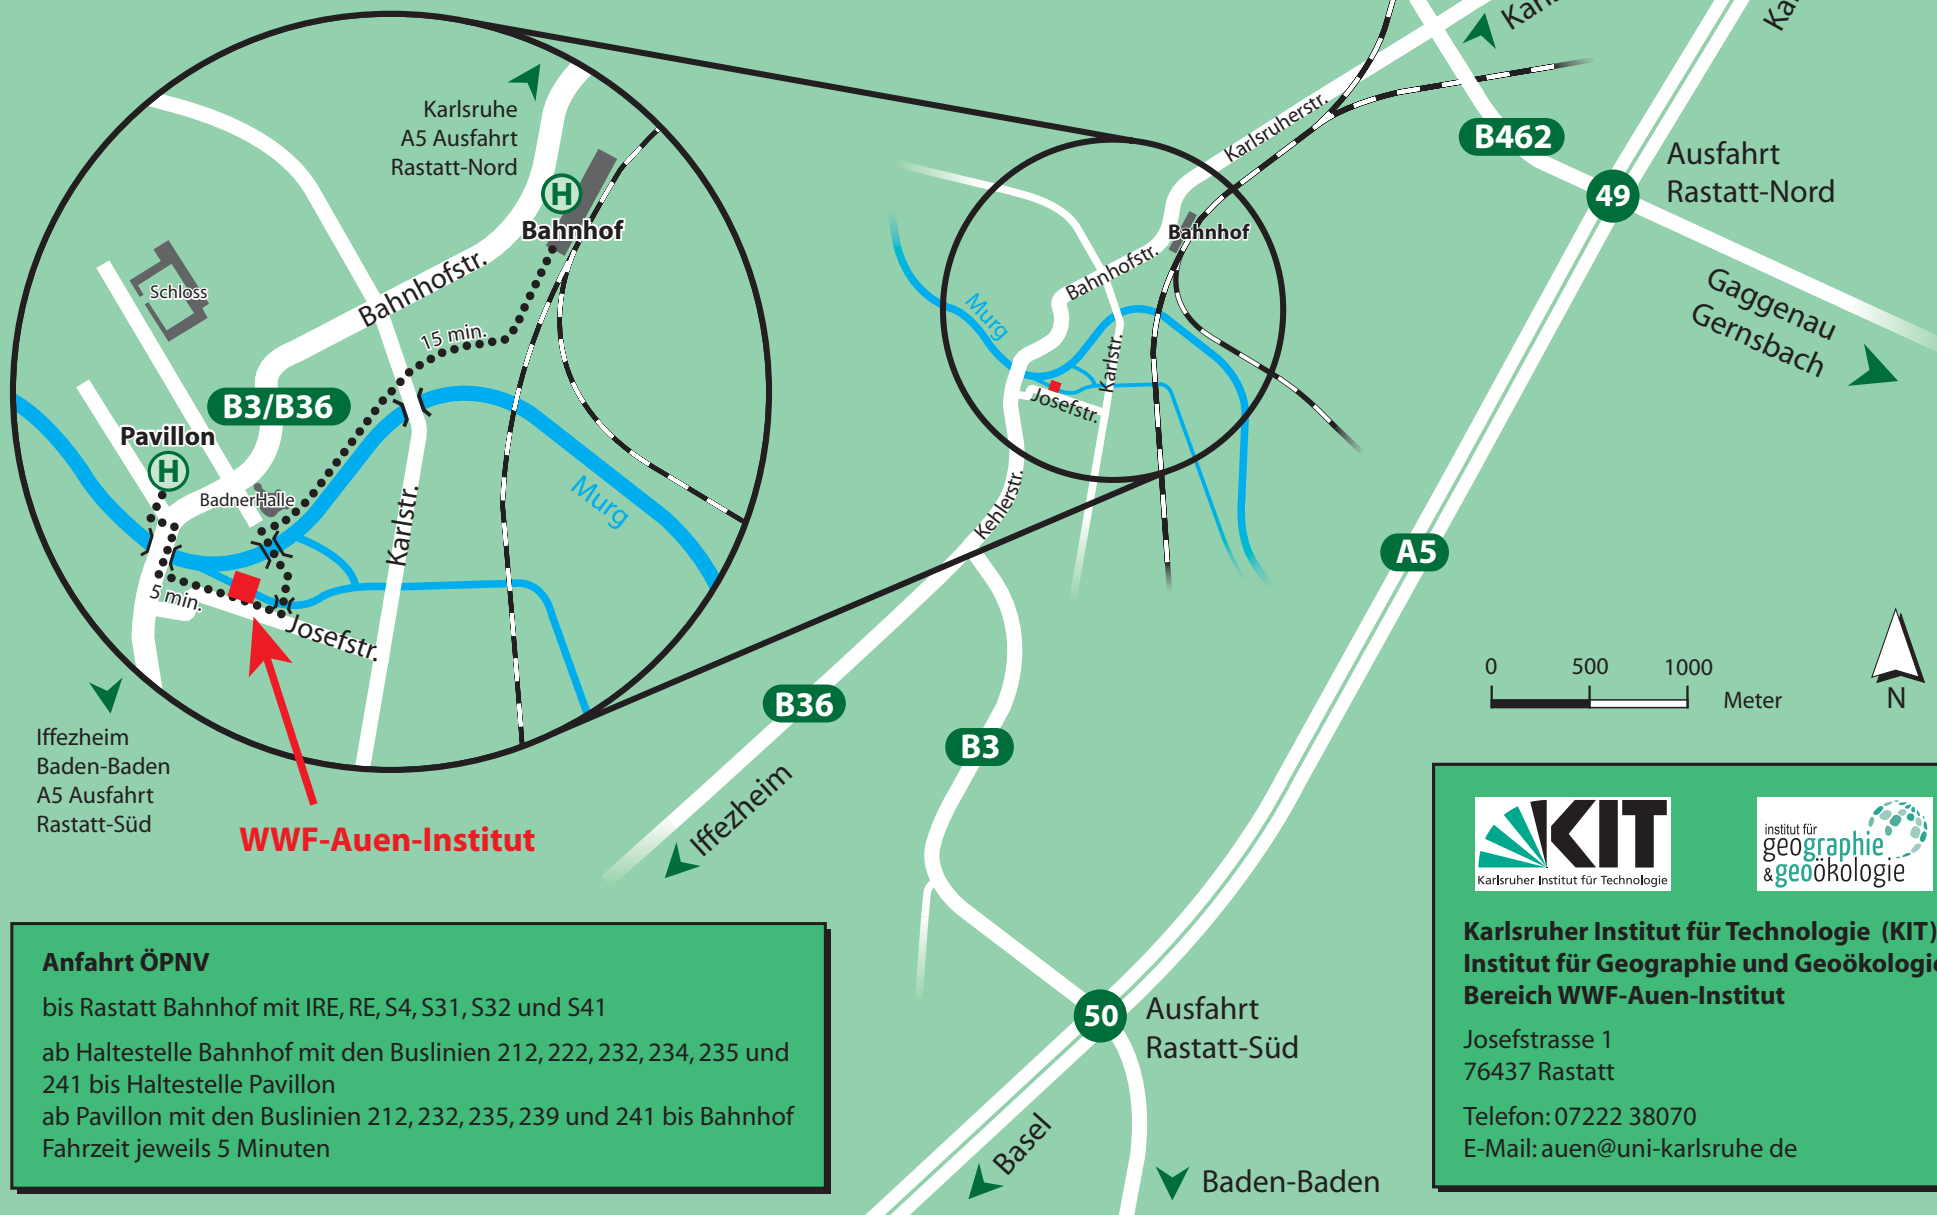 Karlsruhe
A5 Ausfahrt
Rastatt-Nord
H
Bahnhof
Schloss
Bahnhofstr.
15 min.
B3/B36
Pavillon
H
BadnerHalle
Murg
Karlstr.
5 min.
Josefstr.
Iffezheim
Baden-Baden
A5 Ausfahrt
Rastatt-Süd
WWF-Auen-Institut
Karlsruherstr.
B462
Ausfahrt
Rastatt-Nord
49
Bahnhof
Bahnhofstr.
Murg
Karlstr.
Josefstr.
Kehlerstr.
Gaggenau
Gernsbach
A5
B36
B3
Iffezheim
0 500 1000
Meter
N
50
Ausfahrt
Rastatt-Süd
Basel
Baden-Baden
Anfahrt ÖPNV
bis Rastatt Bahnhof mit IRE, RE, S4, S31, S32 und S41
ab Haltestelle Bahnhof mit den Buslinien 212, 222, 232, 234, 235 und
241 bis Haltestelle Pavillon
ab Pavillon mit den Buslinien 212, 232, 235, 239 und 241 bis Bahnhof
Fahrzeit jeweils 5 Minuten
KIT
Karlsruher Institut für Technologie
institut für
geographie
&geoökologie
Karlsruher Institut für Technologie (KIT)
Institut für Geographie und Geoökologie
Bereich WWF-Auen-Institut
Josefstrasse 1
76437 Rastatt
Telefon: 07222 38070
E-Mail: auen@uni-karlsruhe de